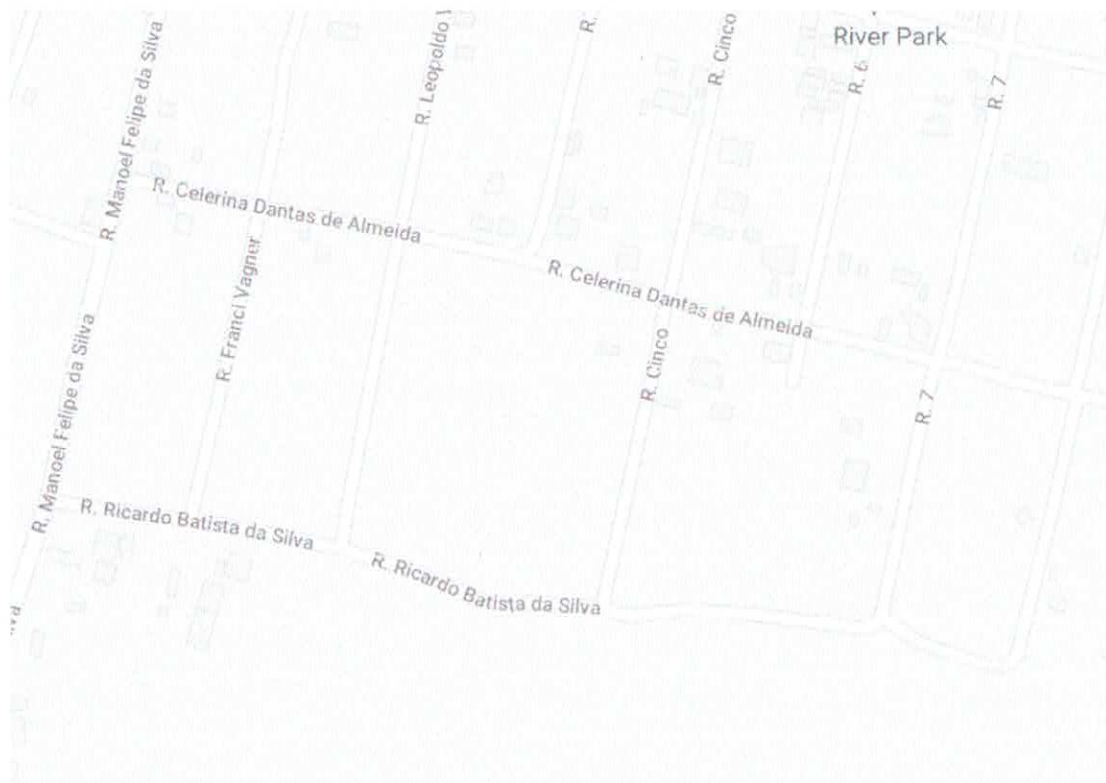 R. Manoel Felipe da Silva
R. Leopoldo
R.
R. Cinco
River Park
R. 6
R. 7
R. Celerina Dantas de Almeida
R. Franci Vagner
R. Celerina Dantas de Almeida
R. Manoel Felipe da Silva
R. Cinco
R. 7
R. Ricardo Batista da Silva
R. Ricardo Batista da Silva